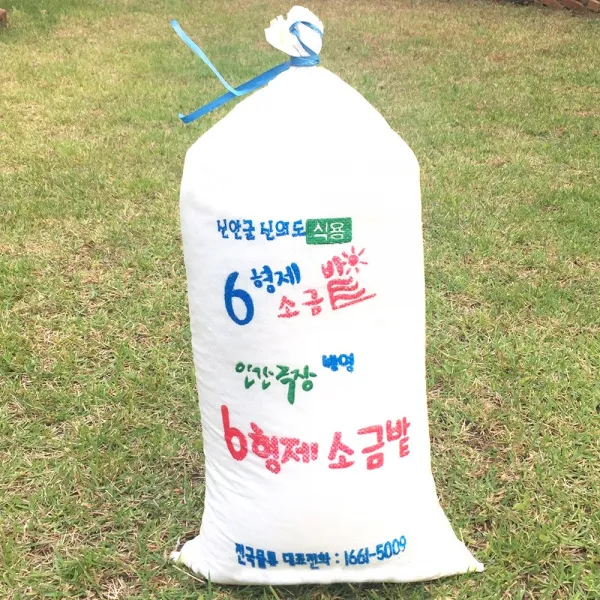 신안군 신의도 식용
6형제 소금밭
인간극장 방영
6형제 소금밭
전국물류 대표전화 : 1661-5009